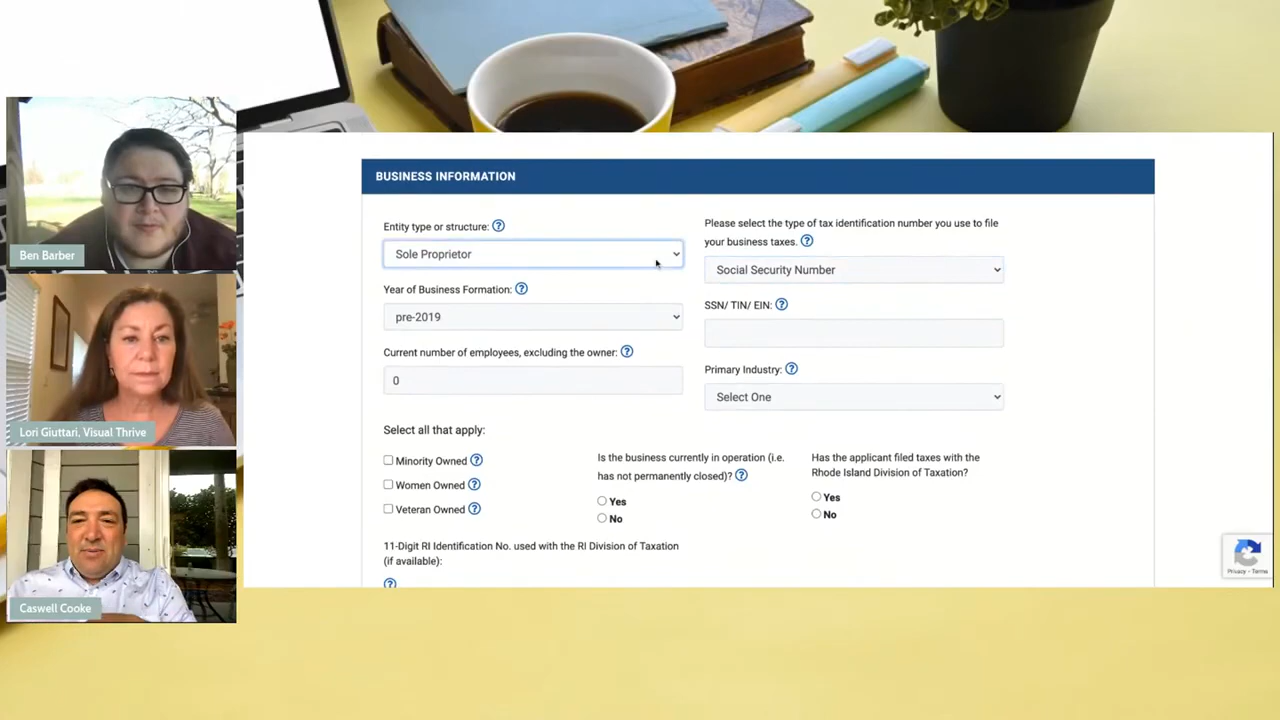 Ben Barber
Lori Giuttari, Visual Thrive
Caswell Cooke
BUSINESS INFORMATION
Entity type or structure: ?
Sole Proprietor
Year of Business Formation: ?
pre-2019
Current number of employees, excluding the owner: ?
0
Please select the type of tax identification number you use to file
your business taxes. ?
Social Security Number
SSN/ TIN/ EIN: ?
Primary Industry: ?
Select One
Select all that apply:
Minority Owned ?
Women Owned ?
Veteran Owned ?
Is the business currently in operation (i.e.
has not permanently closed)? ?
Yes
No
Has the applicant filed taxes with the
Rhode Island Division of Taxation?
Yes
No
11-Digit RI Identification No. used with the RI Division of Taxation
(if available):
?
Privacy - Terms